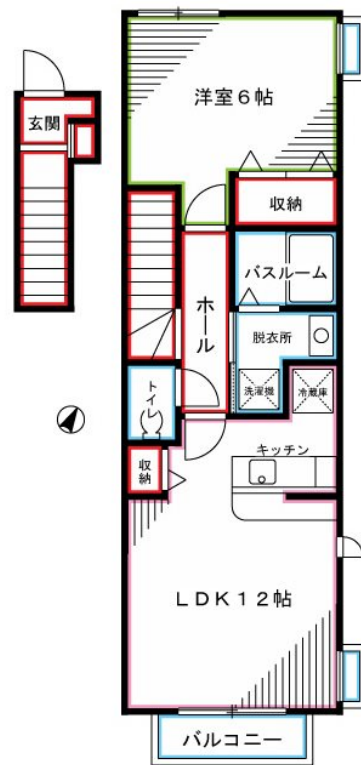 洋室6帖
玄関
収納
バスルーム
ホール
脱衣所
トイレ
洗濯機
冷蔵庫
キッチン
収納
LDK12帖
バルコニー